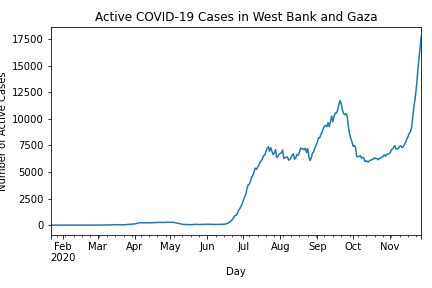 Active COVID-19 Cases in West Bank and Gaza
Number of Active Cases
17500
15000
12500
10000
7500
5000
2500
0
Feb Mar Apr May Jun Jul Aug Sep Oct Nov
2020
Day